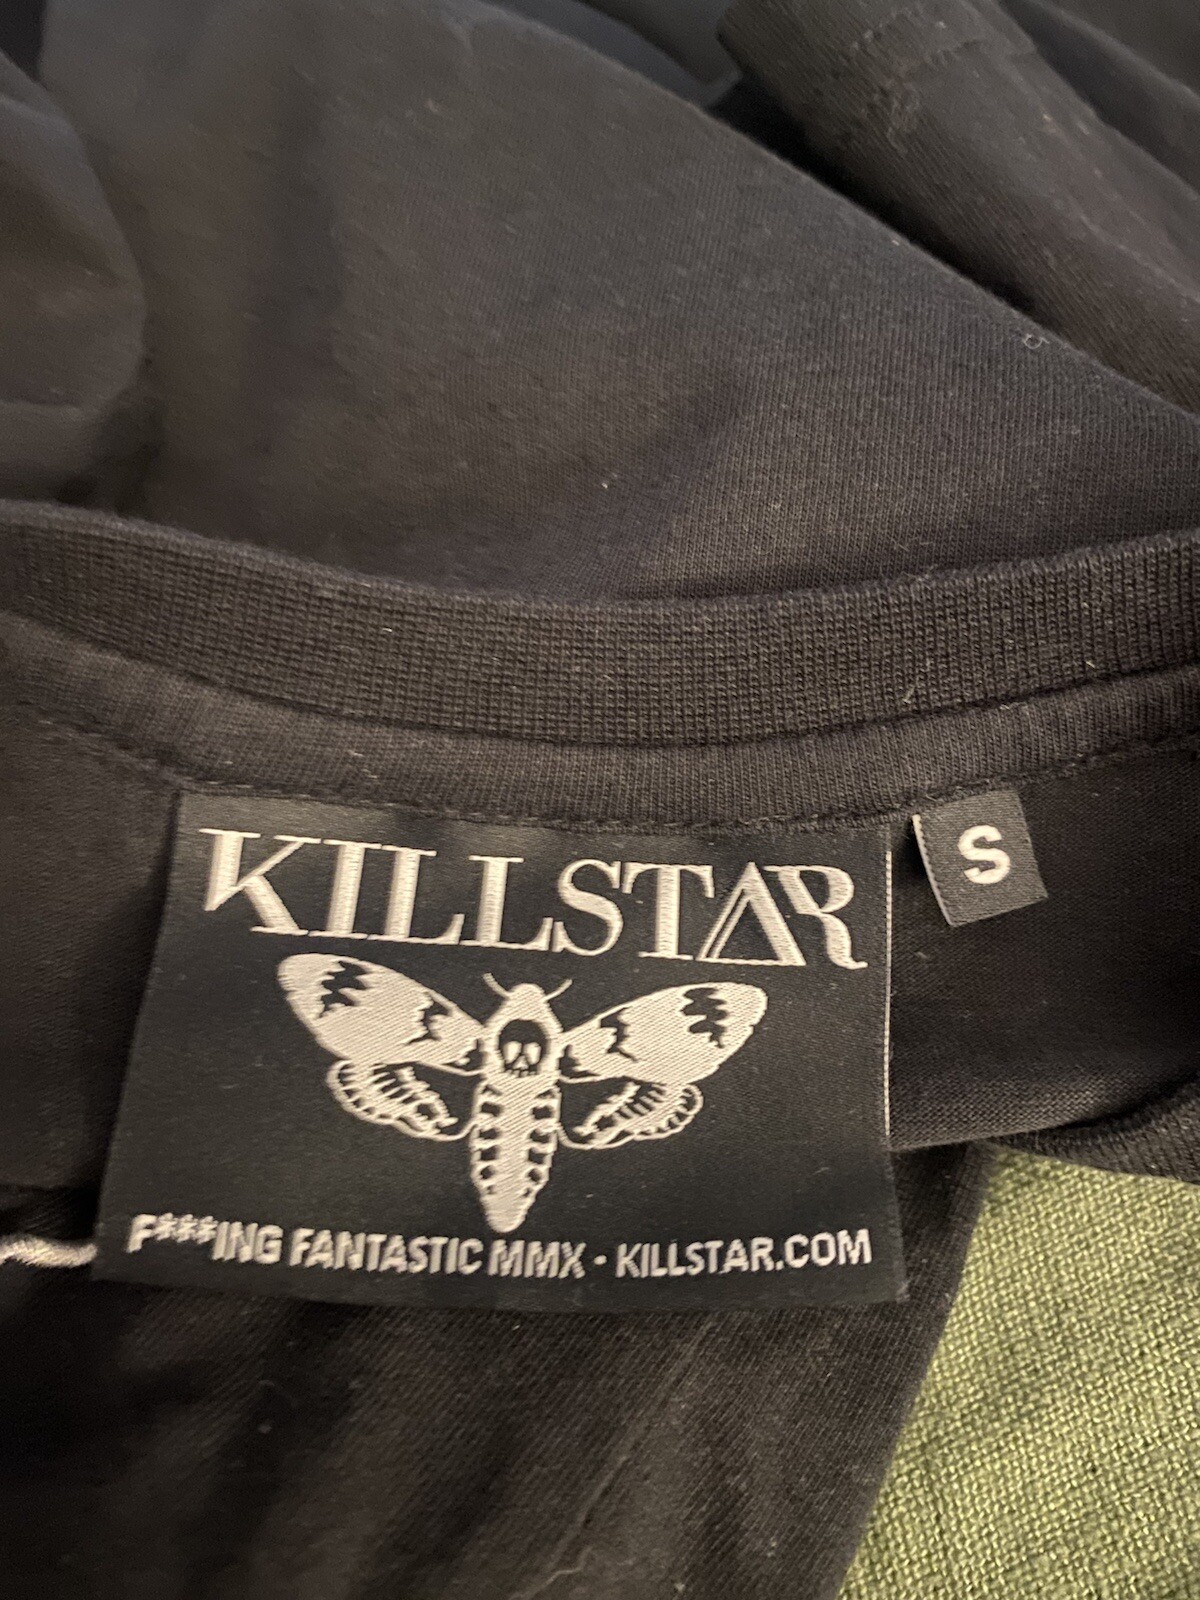 KILLSTAR
S
F***ING FANTASTIC MMX · KILLSTAR.COM